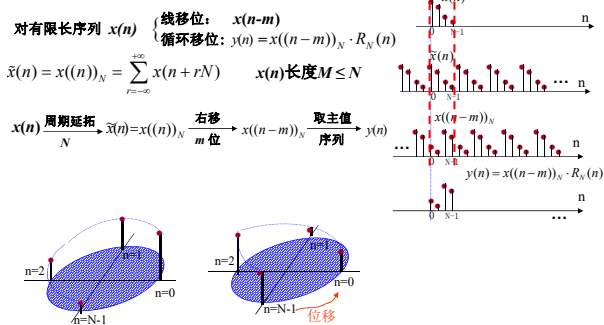 对有限长序列 x(n)
线移位： x(n-m)
循环移位: y(n) = x((n−m))_N · R_N(n)
x̃(n) = x((n))_N = ∑_{r=−∞}^{+∞} x(n + rN) x(n)长度M ≤ N
x(n) 周期延拓 N x̃(n)=x((n))_N 右移 m 位 x((n−m))_N 取主值 序列 y(n)
n
0 N−1
x̃(n)
...
n
0 N-1
x((n−m))_N
...
n
0 N-1
y(n) = x((n−m))_N · R_N(n)
n
0 N−1
...
n=2
n=1
n=0
n=N-1
n=2
n=1
n=0
n=N-1
位移